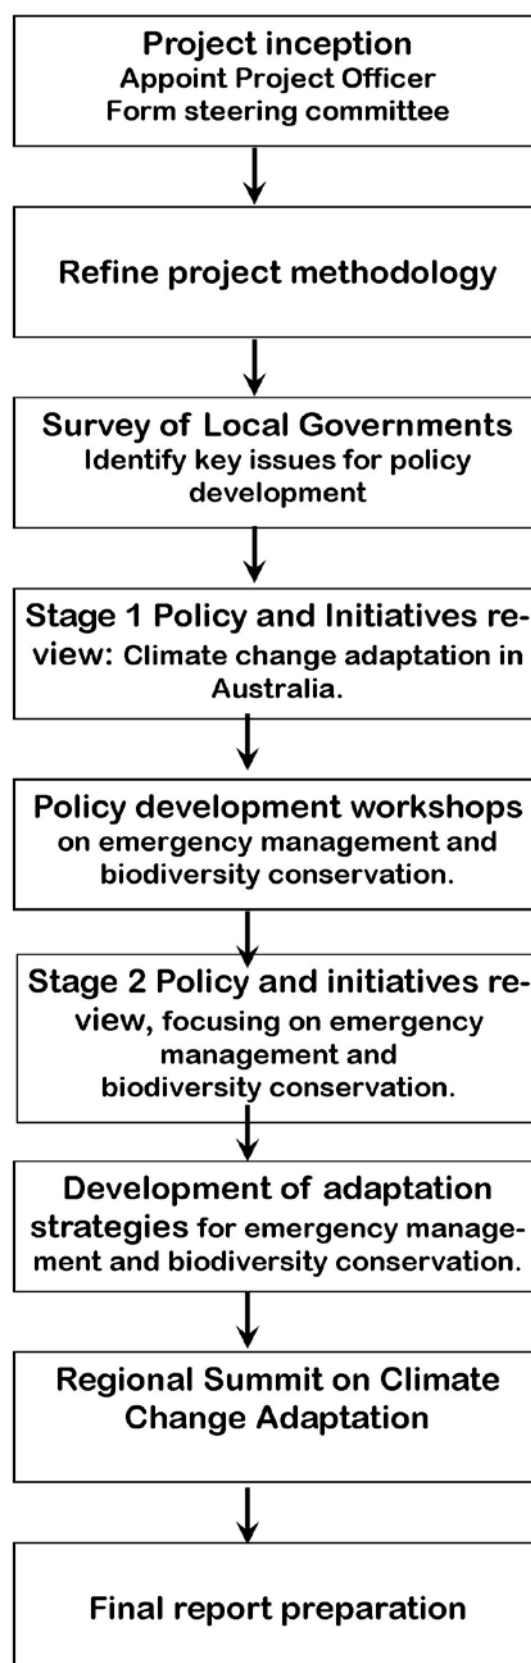 Project inception
Appoint Project Officer
Form steering committee
Refine project methodology
Survey of Local Governments
Identify key issues for policy
development
Stage 1 Policy and Initiatives re-
view: Climate change adaptation in
Australia.
Policy development workshops
on emergency management and
biodiversity conservation.
Stage 2 Policy and initiatives re-
view, focusing on emergency
management and
biodiversity conservation.
Development of adaptation
strategies for emergency manage-
ment and biodiversity conservation.
Regional Summit on Climate
Change Adaptation
Final report preparation